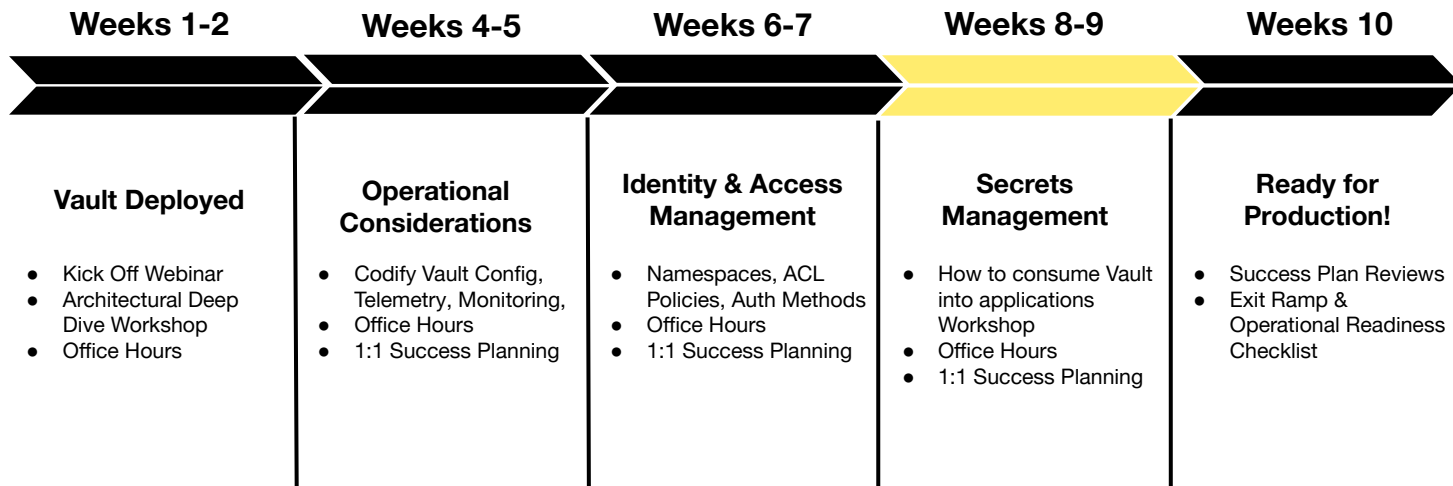 Weeks 1-2
Weeks 4-5
Weeks 6-7
Weeks 8-9
Weeks 10
Vault Deployed
● Kick Off Webinar
● Architectural Deep
Dive Workshop
● Office Hours
Operational
Considerations
● Codify Vault Config,
Telemetry, Monitoring,
● Office Hours
● 1:1 Success Planning
Identity & Access
Management
● Namespaces, ACL
Policies, Auth Methods
● Office Hours
● 1:1 Success Planning
Secrets
Management
● How to consume Vault
into applications
Workshop
● Office Hours
● 1:1 Success Planning
Ready for
Production!
● Success Plan Reviews
● Exit Ramp &
Operational Readiness
Checklist